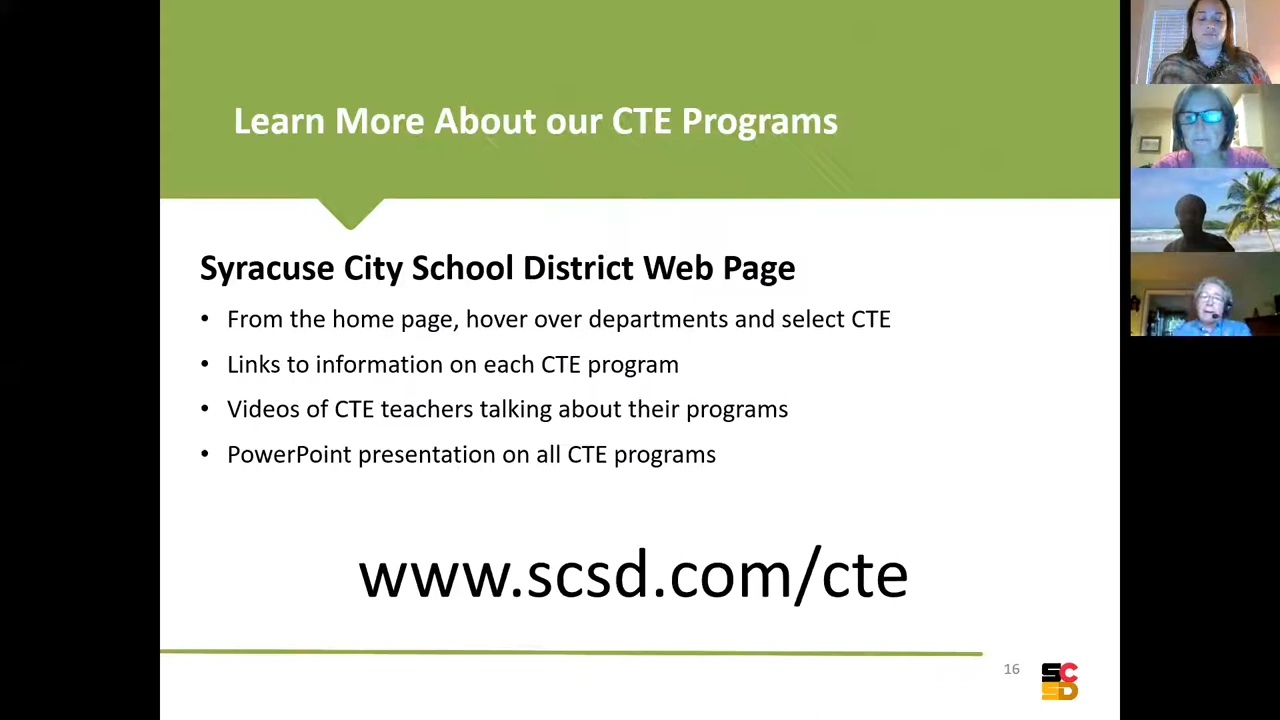 Learn More About our CTE Programs
Syracuse City School District Web Page
• From the home page, hover over departments and select CTE
• Links to information on each CTE program
• Videos of CTE teachers talking about their programs
• PowerPoint presentation on all CTE programs
www.scsd.com/cte
16
SC
SD